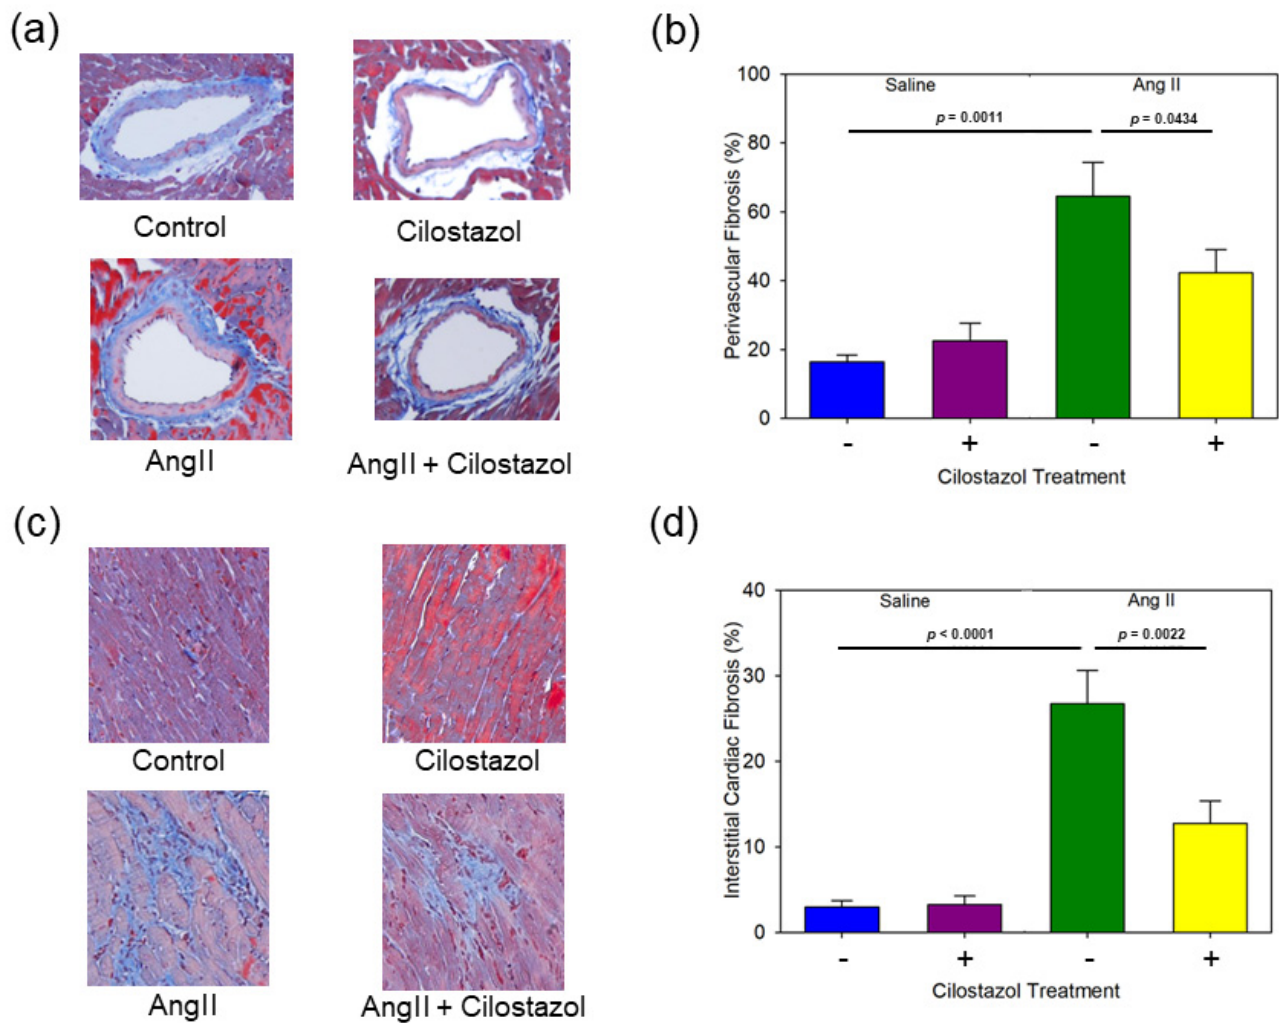 (a)
Control
Cilostazol
AngII
AngII + Cilostazol
(b)
100
80
60
40
20
0
Perivascular Fibrosis (%)
Saline
Ang II
p = 0.0011
p = 0.0434
- + - +
Cilostazol Treatment
(c)
Control
Cilostazol
AngII
AngII + Cilostazol
(d)
40
30
20
10
0
Interstitial Cardiac Fibrosis (%)
Saline
Ang II
p < 0.0001
p = 0.0022
- + - +
Cilostazol Treatment